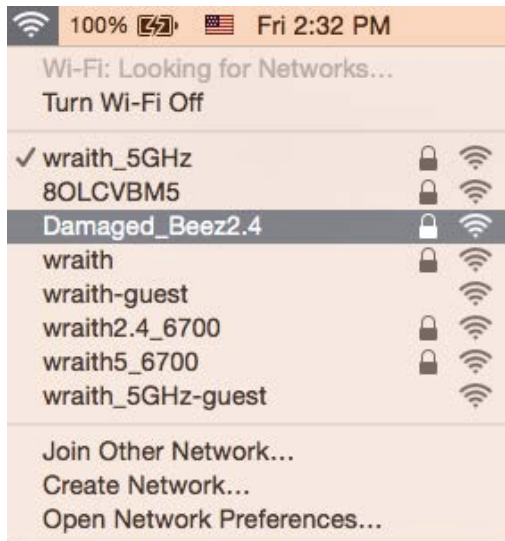 100% Fri 2:32 PM
Wi-Fi: Looking for Networks...
Turn Wi-Fi Off
wraith_5GHz
8OLCVBM5
Damaged_Beez2.4
wraith
wraith-guest
wraith2.4_6700
wraith5_6700
wraith_5GHz-guest
Join Other Network...
Create Network...
Open Network Preferences...